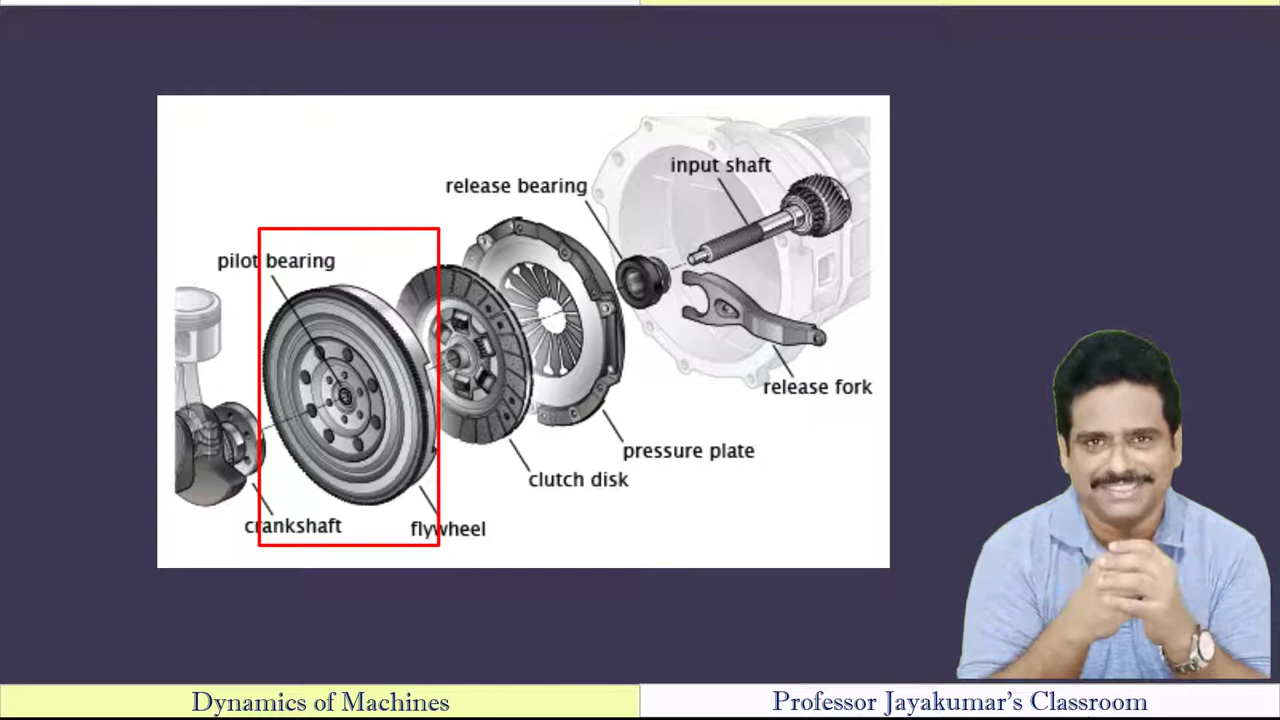 input shaft
release bearing
pilot bearing
release fork
pressure plate
clutch disk
crankshaft
flywheel
Dynamics of Machines
Professor Jayakumar's Classroom